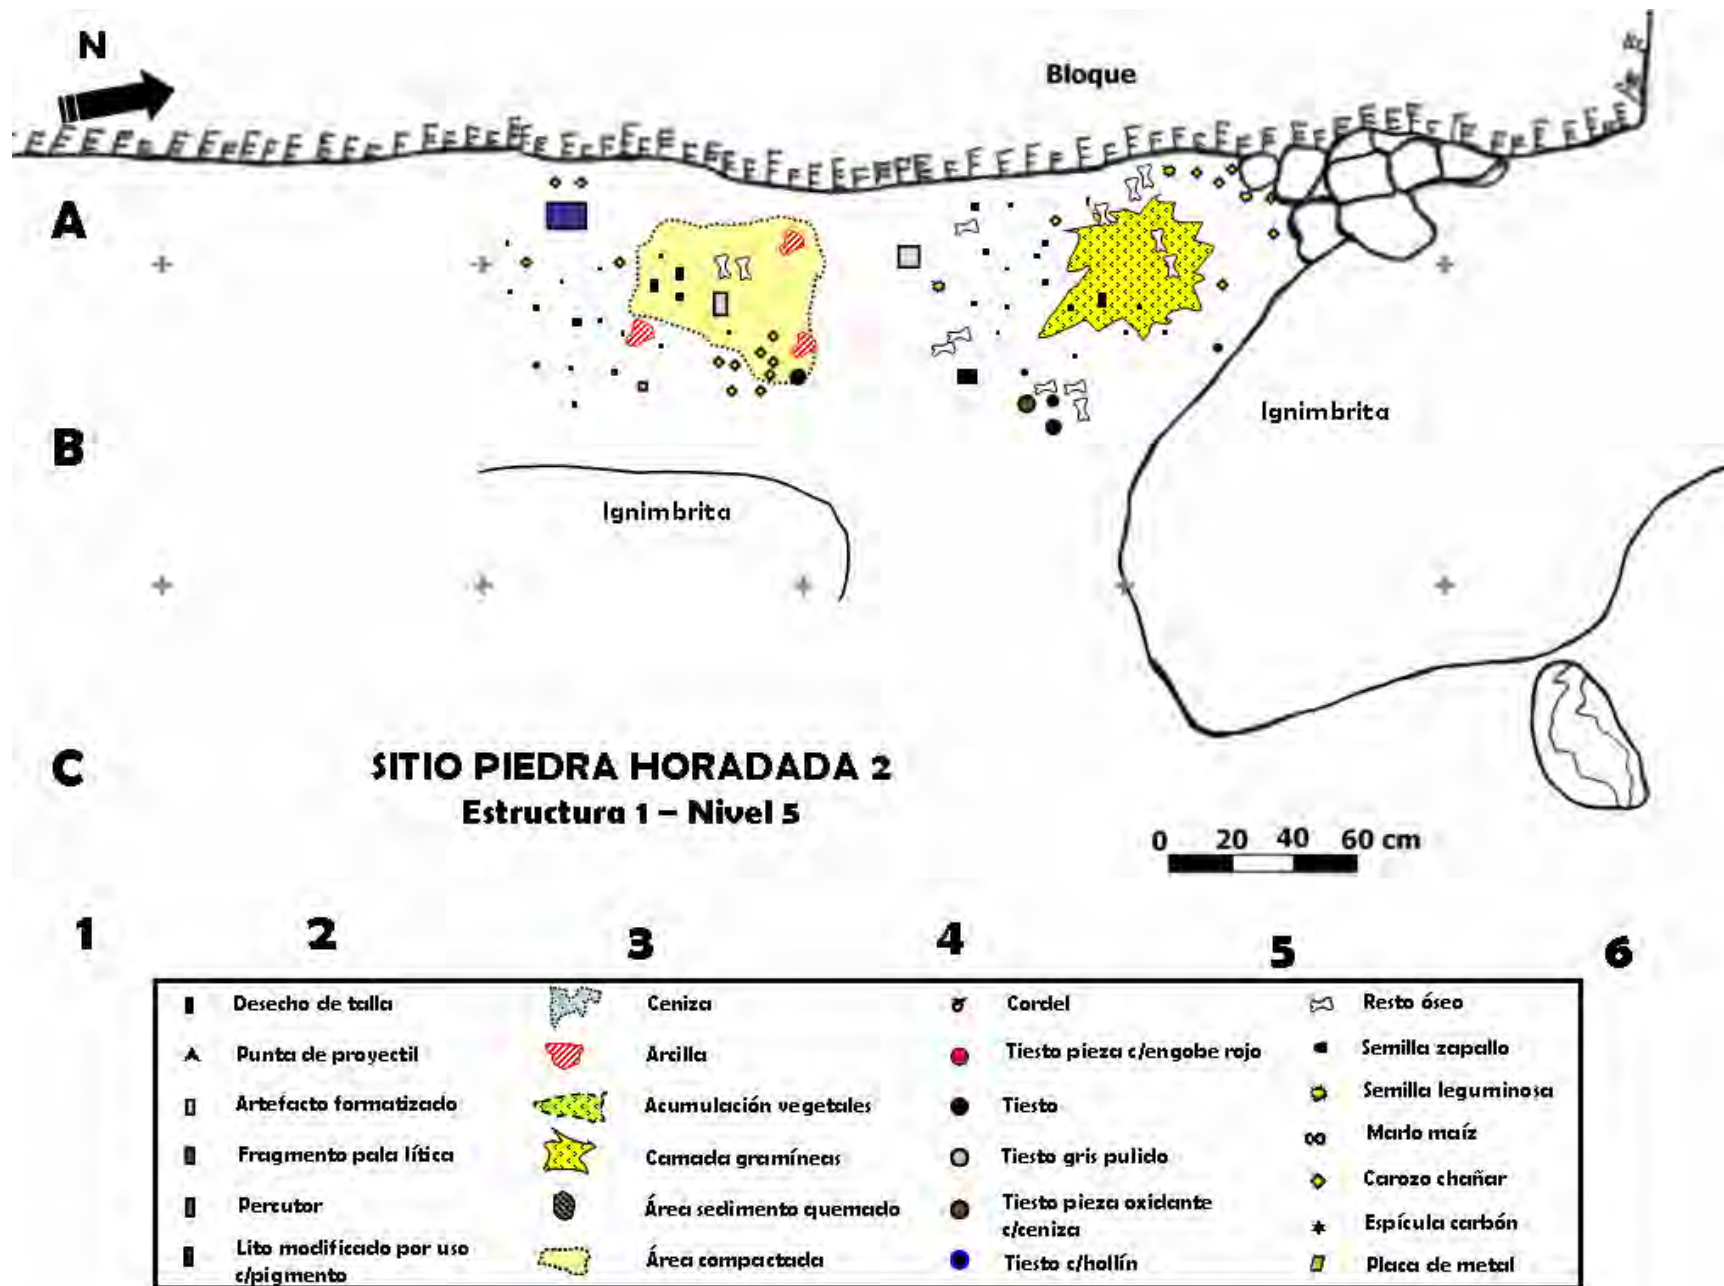 N
Bloque
A
Ignimbrita
B
Ignimbrita
C
SITIO PIEDRA HORADADA 2
Estructura 1 – Nivel 5
0 20 40 60 cm
1 2 3 4 5 6
Desecho de talla
Punta de proyectil
Artefacto formatizado
Fragmento pala lítica
Percutor
Lito modificado por uso
c/pigmento
Ceniza
Arcilla
Acumulación vegetales
Camada gramíneas
Área sedimento quemado
Área compactada
Cordel
Tiesto pieza c/engobe rojo
Tiesto
Tiesto gris pulido
Tiesto pieza oxidante
c/ceniza
Tiesto c/hollín
Resto óseo
Semilla zapallo
Semilla leguminosa
Marlo maíz
Carozo chañar
Espícula carbón
Placa de metal